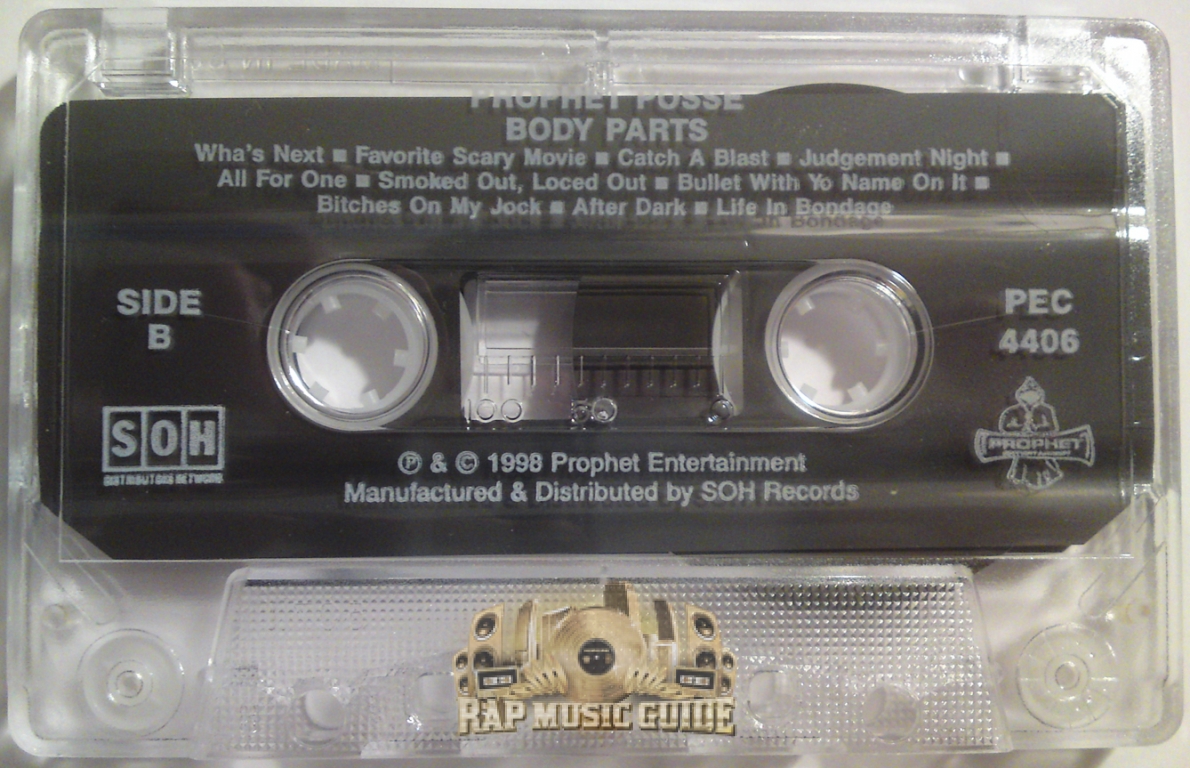 PROPHET POSSE
BODY PARTS
Wha's Next ■ Favorite Scary Movie ■ Catch A Blast ■ Judgement Night ■
All For One ■ Smoked Out, Loced Out ■ Bullet With Yo Name On It ■
Bitches On My Jock ■ After Dark ■ Life In Bondage
SIDE
B
PEC
4406
100 50 0
SOH
DISTRIBUTORS NETWORK
PROPHET
ENTERTAINMENT
℗ & © 1998 Prophet Entertainment
Manufactured & Distributed by SOH Records
RAP MUSIC GUIDE